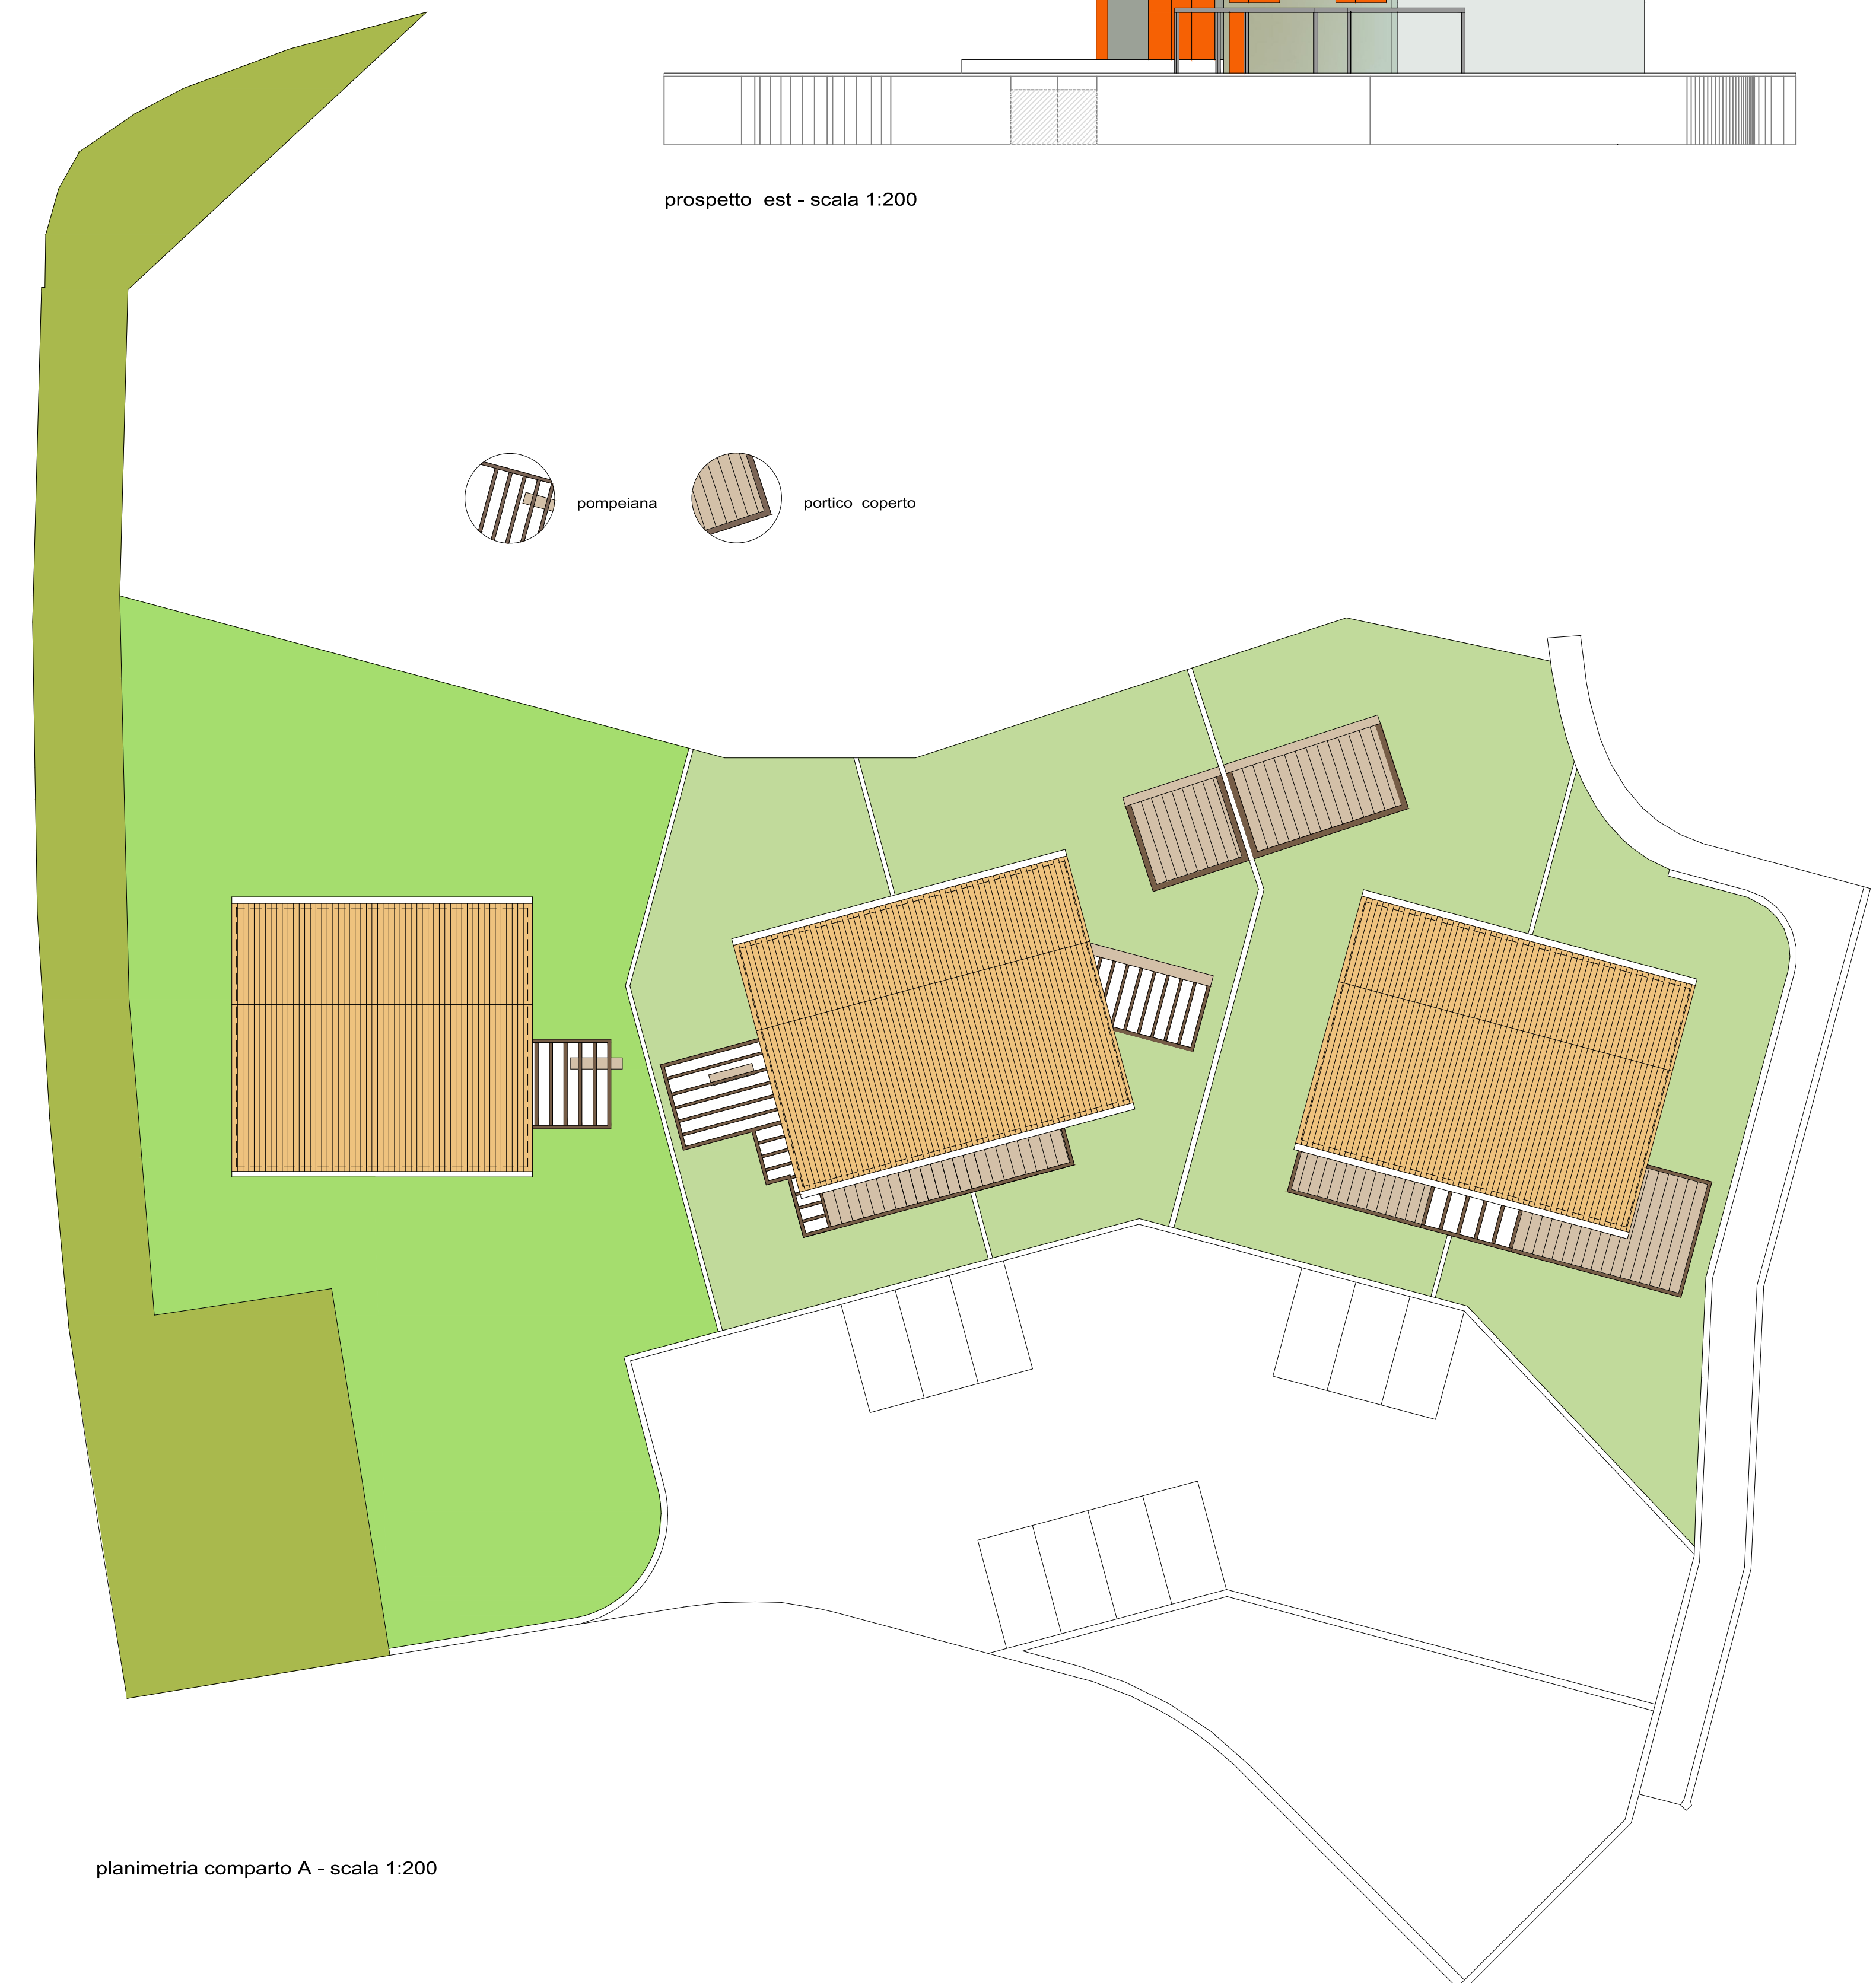 prospetto est - scala 1:200
pompeiana
portico coperto
planimetria comparto A - scala 1:200